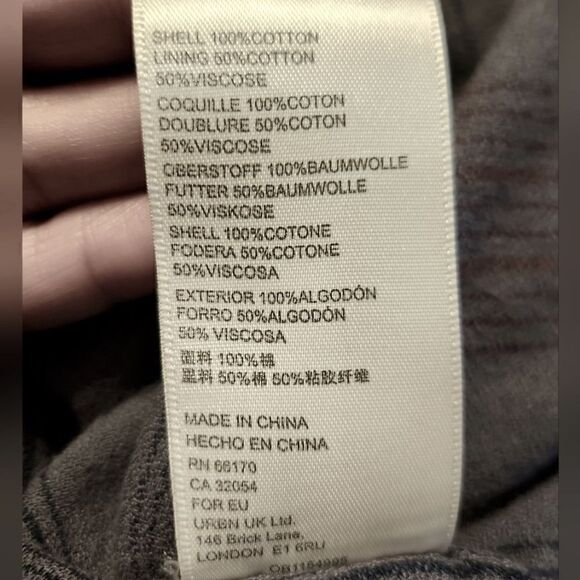 SHELL 100%COTTON
LINING 50%COTTON
50%VISCOSE
COQUILLE 100%COTON
DOUBLURE 50%COTON
50%VISCOSE
OBERSTOFF 100%BAUMWOLLE
FUTTER 50%BAUMWOLLE
50%VISKOSE
SHELL 100%COTONE
FODERA 50%COTONE
50%VISCOSA
EXTERIOR 100%ALGODÓN
FORRO 50%ALGODÓN
50% VISCOSA
面料 100%棉
里料 50%棉 50%粘胶纤维
MADE IN CHINA
HECHO EN CHINA
RN 66170
CA 32054
FOR EU
URBN UK Ltd.
146 Brick Lane,
LONDON E1 6RU